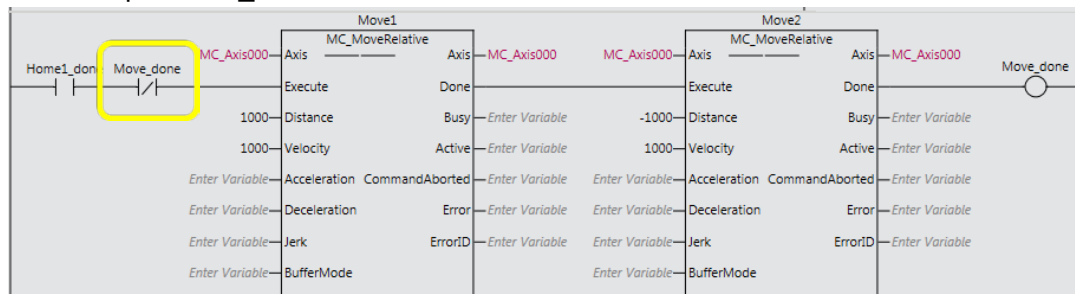 Move1 Move2
MC_MoveRelative MC_MoveRelative
MC_Axis000 Axis Axis MC_Axis000 MC_Axis000 Axis Axis MC_Axis000
Home1_done Move_done Move_done
Execute Done Execute Done
1000 Distance Busy Enter Variable -1000 Distance Busy Enter Variable
1000 Velocity Active Enter Variable 1000 Velocity Active Enter Variable
Enter Variable Acceleration CommandAborted Enter Variable Enter Variable Acceleration CommandAborted Enter Variable
Enter Variable Deceleration Error Enter Variable Enter Variable Deceleration Error Enter Variable
Enter Variable Jerk ErrorID Enter Variable Enter Variable Jerk ErrorID Enter Variable
Enter Variable BufferMode Enter Variable BufferMode